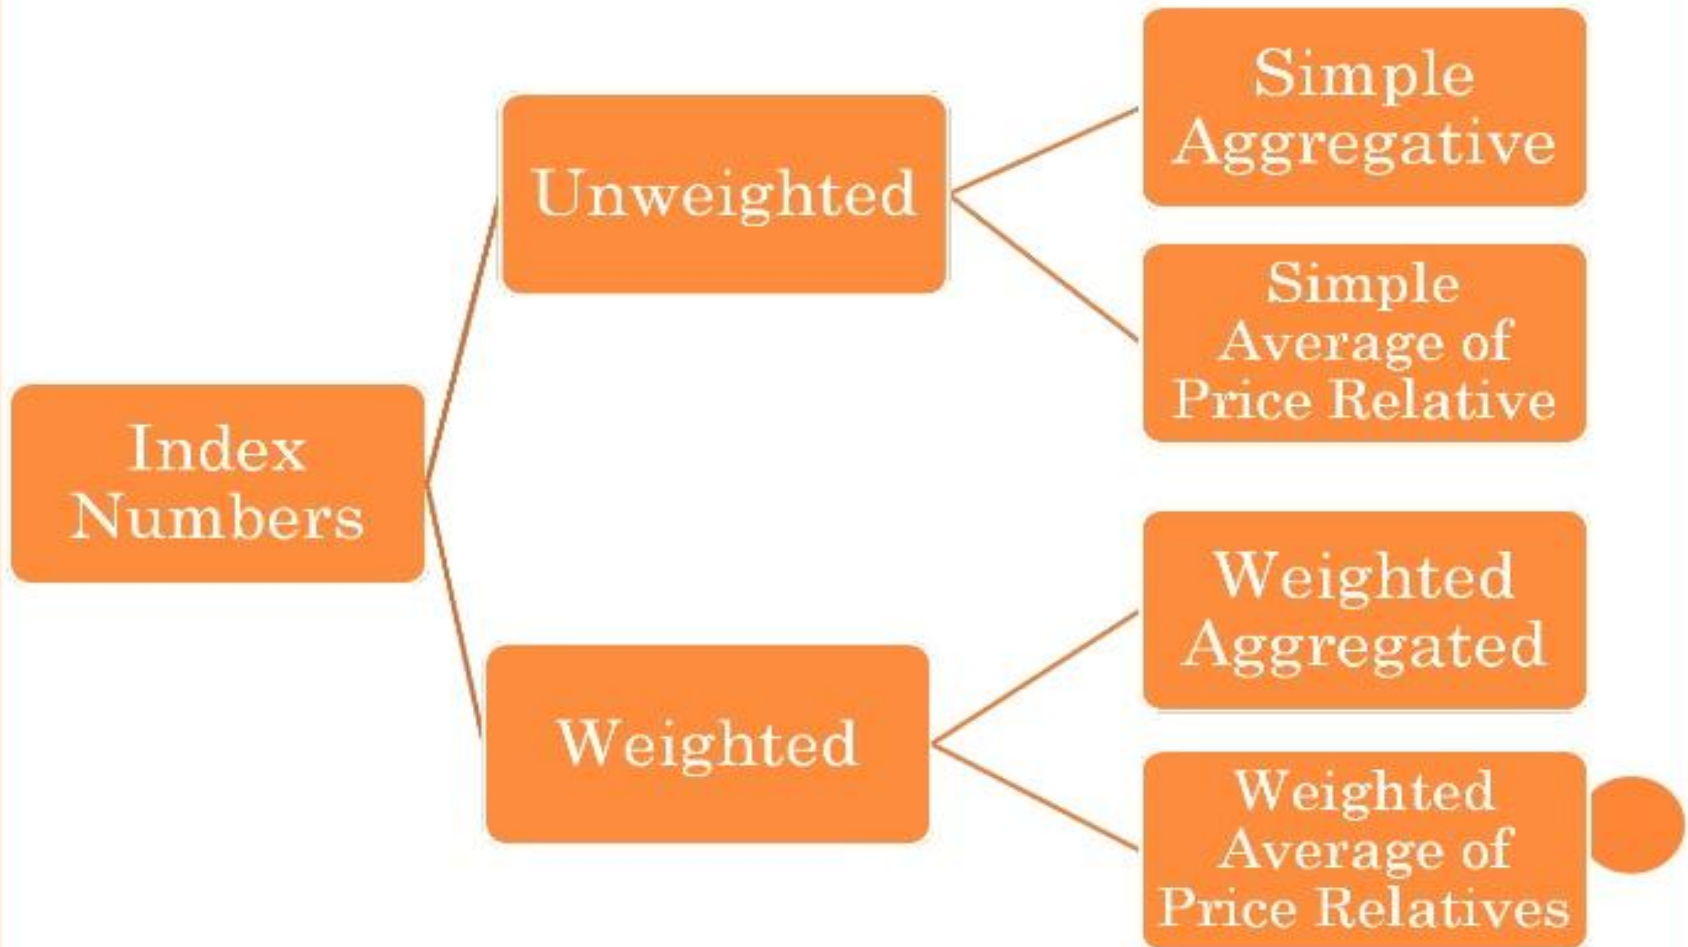 Index
Numbers
Unweighted
Simple
Aggregative
Simple
Average of
Price Relative
Weighted
Weighted
Aggregated
Weighted
Average of
Price Relatives